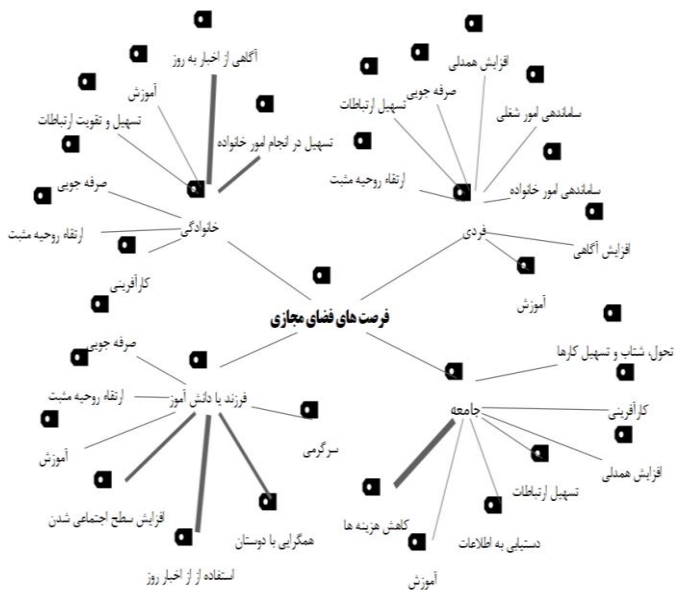 آگاهی از اخبار به روز
آموزش
تسهیل و تقویت ارتباطات
تسهیل در انجام امور خانواده
صرفه جویی
ارتقاء روحیه مثبت
خانوادگی
کارآفرینی
افزایش همدلی
صرفه جویی
تسهیل ارتباطات
ساماندهی امور شغلی
ارتقاء روحیه مثبت
ساماندهی امور خانواده
فردی
افزایش آگاهی
آموزش
فرصت های فضای مجازی
صرفه جویی
ارتقاء روحیه مثبت
فرزند یا دانش آموز
آموزش
سرگرمی
افزایش سطح اجتماعی شدن
همگرایی با دوستان
استفاده از از اخبار روز
تحول، شتاب و تسهیل کارها
جامعه
کارآفرینی
افزایش همدلی
تسهیل ارتباطات
کاهش هزینه ها
دستیابی به اطلاعات
آموزش